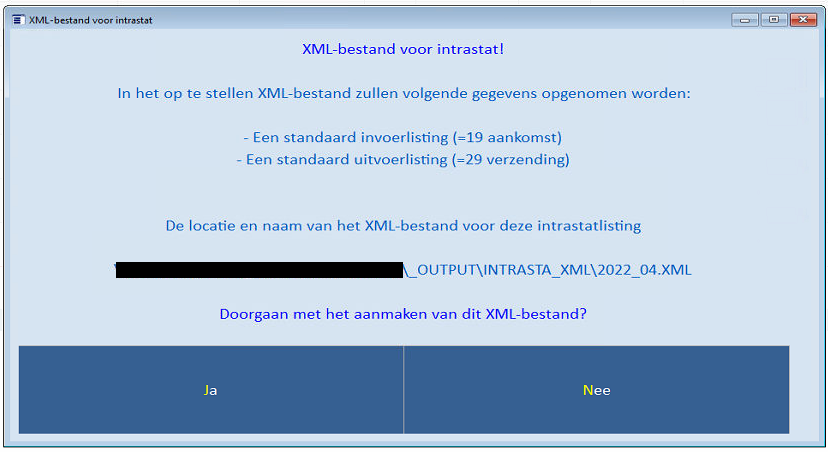 XML-bestand voor intrastat
XML-bestand voor intrastat!
In het op te stellen XML-bestand zullen volgende gegevens opgenomen worden:
- Een standaard invoerlisting (=19 aankomst)
- Een standaard uitvoerlisting (=29 verzending)
De locatie en naam van het XML-bestand voor deze intrastatlisting
\_OUTPUT\INTRASTA_XML\2022_04.XML
Doorgaan met het aanmaken van dit XML-bestand?
Ja
Nee